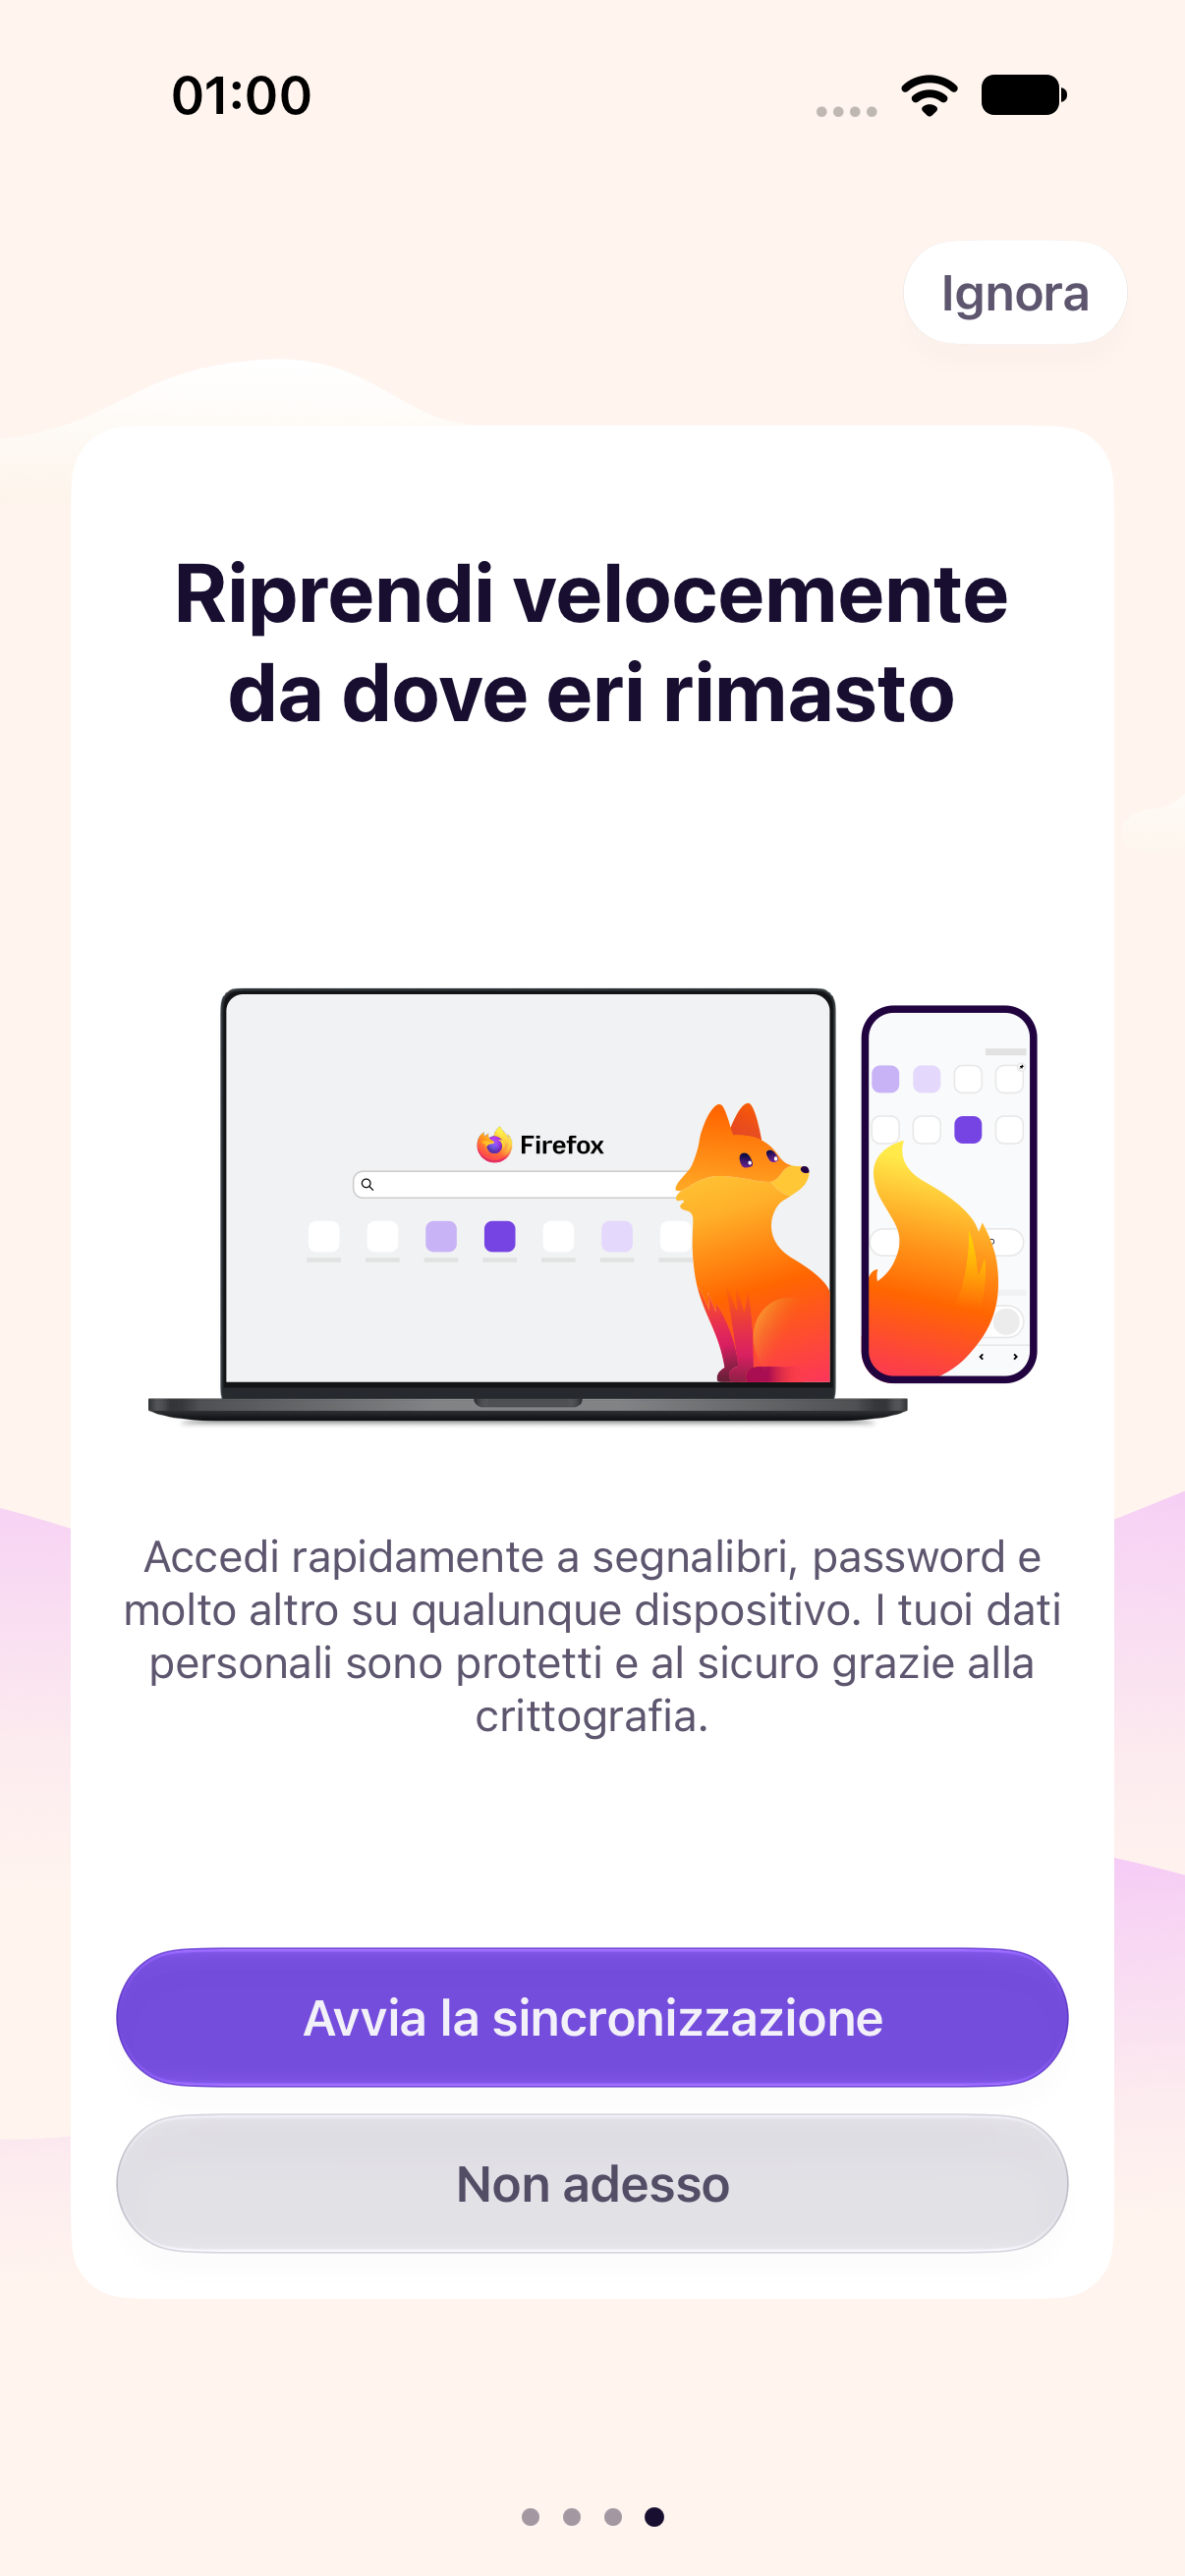 01:00
Ignora
Riprendi velocemente
da dove eri rimasto
Firefox
Accedi rapidamente a segnalibri, password e
molto altro su qualunque dispositivo. I tuoi dati
personali sono protetti e al sicuro grazie alla
crittografia.
Avvia la sincronizzazione
Non adesso